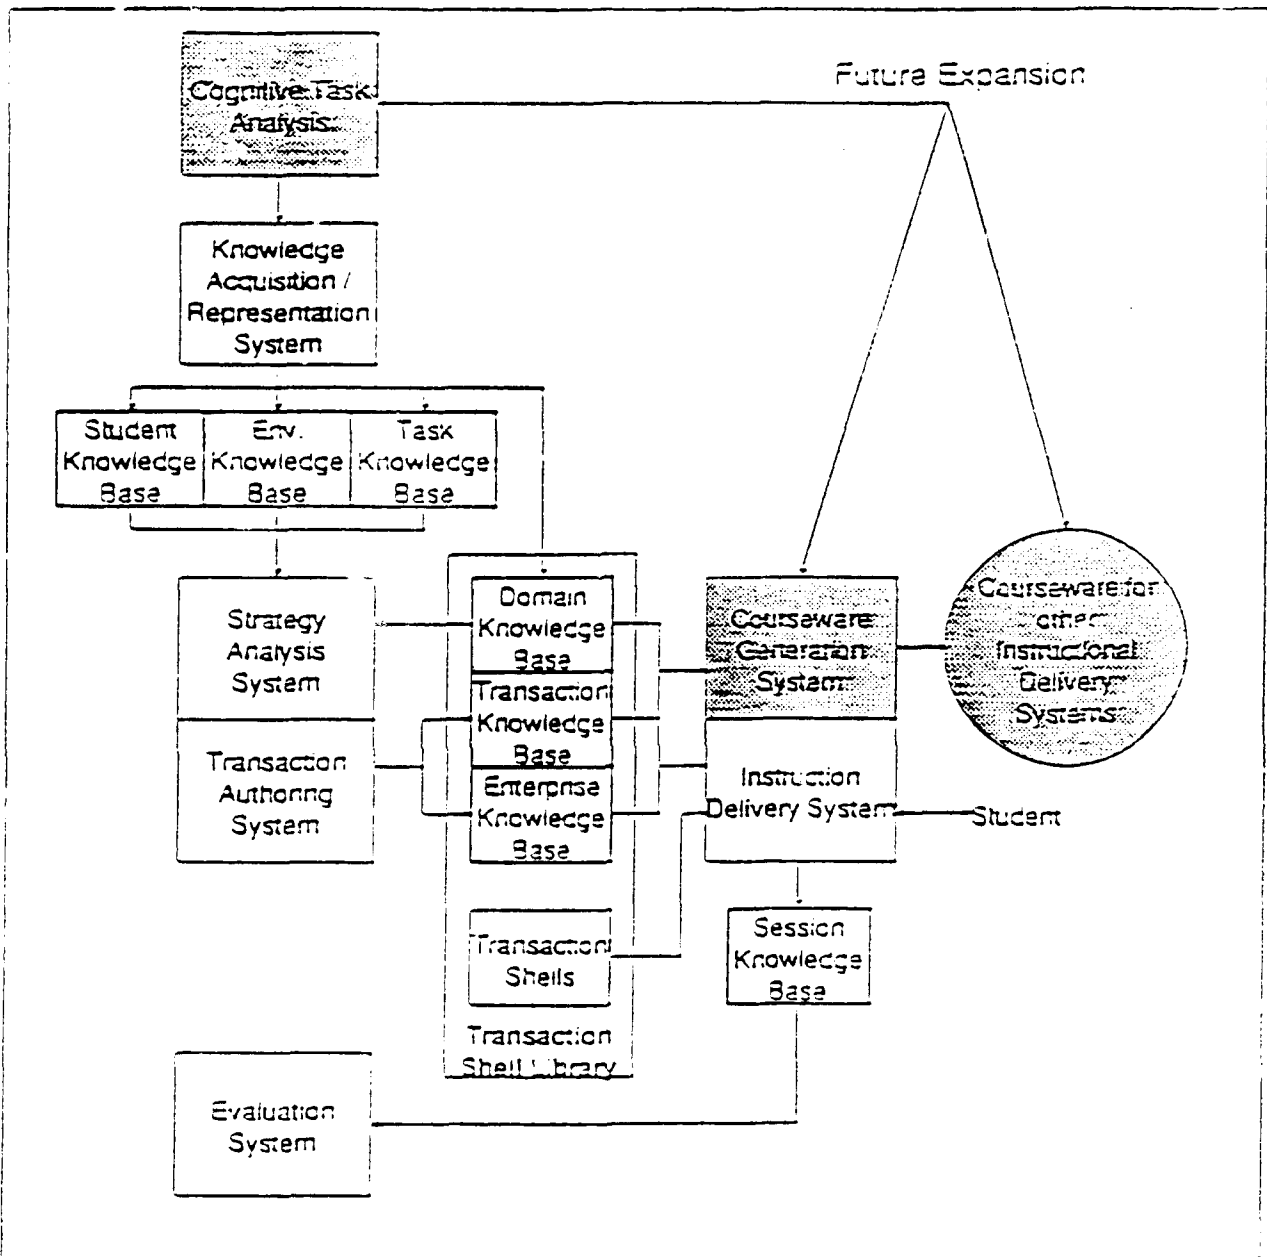 Future Expansion
Cognitive Task
Analysis
Knowledge
Acquisition /
Representation
System
Student
Knowledge
Base
Env.
Knowledge
Base
Task
Knowledge
Base
Strategy
Analysis
System
Domain
Knowledge
Base
Courseware
Generation
System
Courseware for
other
Instructional
Delivery
Systems
Transaction
Authoring
System
Transaction
Knowledge
Base
Enterprise
Knowledge
Base
Instruction
Delivery System
Student
Transaction
Shells
Session
Knowledge
Base
Transaction
Shell Library
Evaluation
System